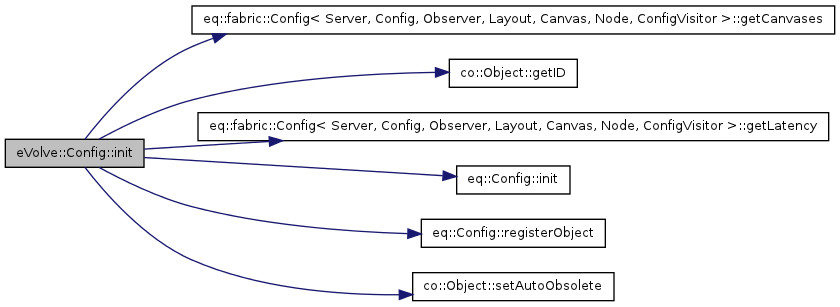 eq::fabric::Config< Server, Config, Observer, Layout, Canvas, Node, ConfigVisitor >::getCanvases
co::Object::getID
eq::fabric::Config< Server, Config, Observer, Layout, Canvas, Node, ConfigVisitor >::getLatency
eVolve::Config::init
eq::Config::init
eq::Config::registerObject
co::Object::setAutoObsolete